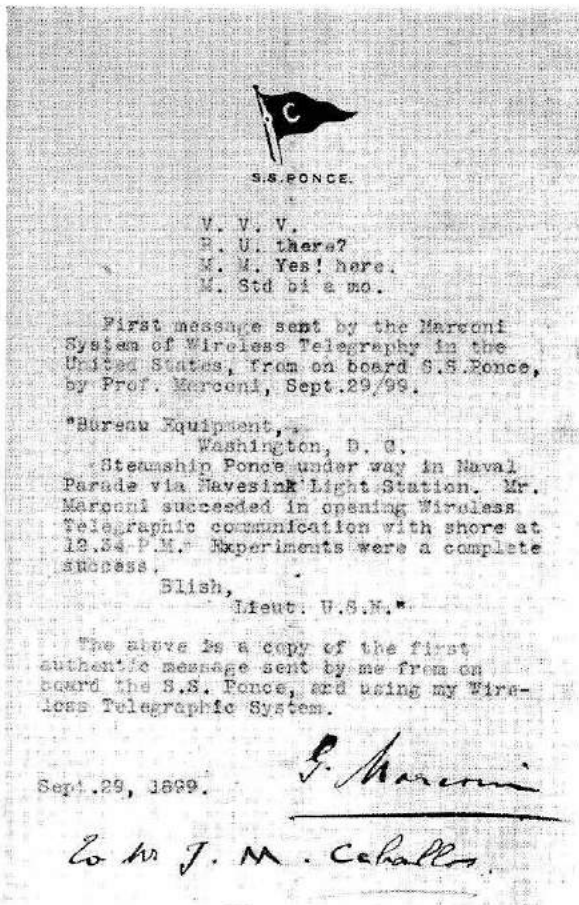 C
S.S.PONCE.
V. V. V.
R. U. there?
M. M. Yes! here.
M. Std bi a mo.
First message sent by the Marconi
System of Wireless Telegraphy in the
United States, from on board S.S.Ponce,
by Prof. Marconi, Sept.29/99.
"Bureau Equipment,
Washington, D. C.
Steamship Ponce under way in Naval
Parade via Navesink Light Station. Mr.
Marconi succeeded in opening Wireless
Telegraphic communication with shore at
12.34 P.M. Experiments were a complete
success.
Blish,
Lieut. U.S.N."
The above is a copy of the first
authentic message sent by me from on
board the S.S. Ponce, and using my Wire-
less Telegraphic System.
G. Marconi
Sept.29, 1899.
To Mr J. M. Ceballos.